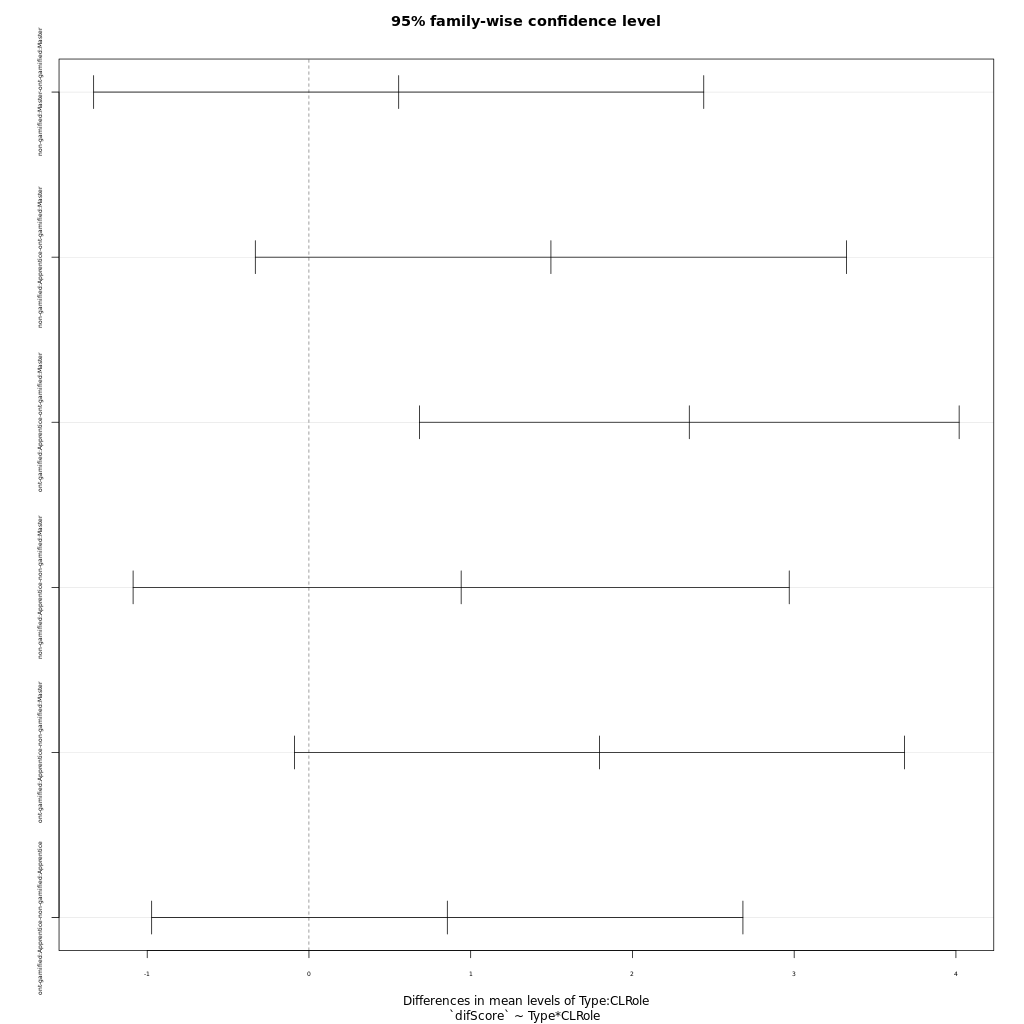 95% family-wise confidence level
non-gamified:Master-ont-gamified:Master
non-gamified:Apprentice-ont-gamified:Master
ont-gamified:Apprentice-ont-gamified:Master
non-gamified:Apprentice-non-gamified:Master
ont-gamified:Apprentice-non-gamified:Master
ont-gamified:Apprentice-non-gamified:Apprentice
-1 0 1 2 3 4
Differences in mean levels of Type:CLRole
`difScore` ~ Type*CLRole